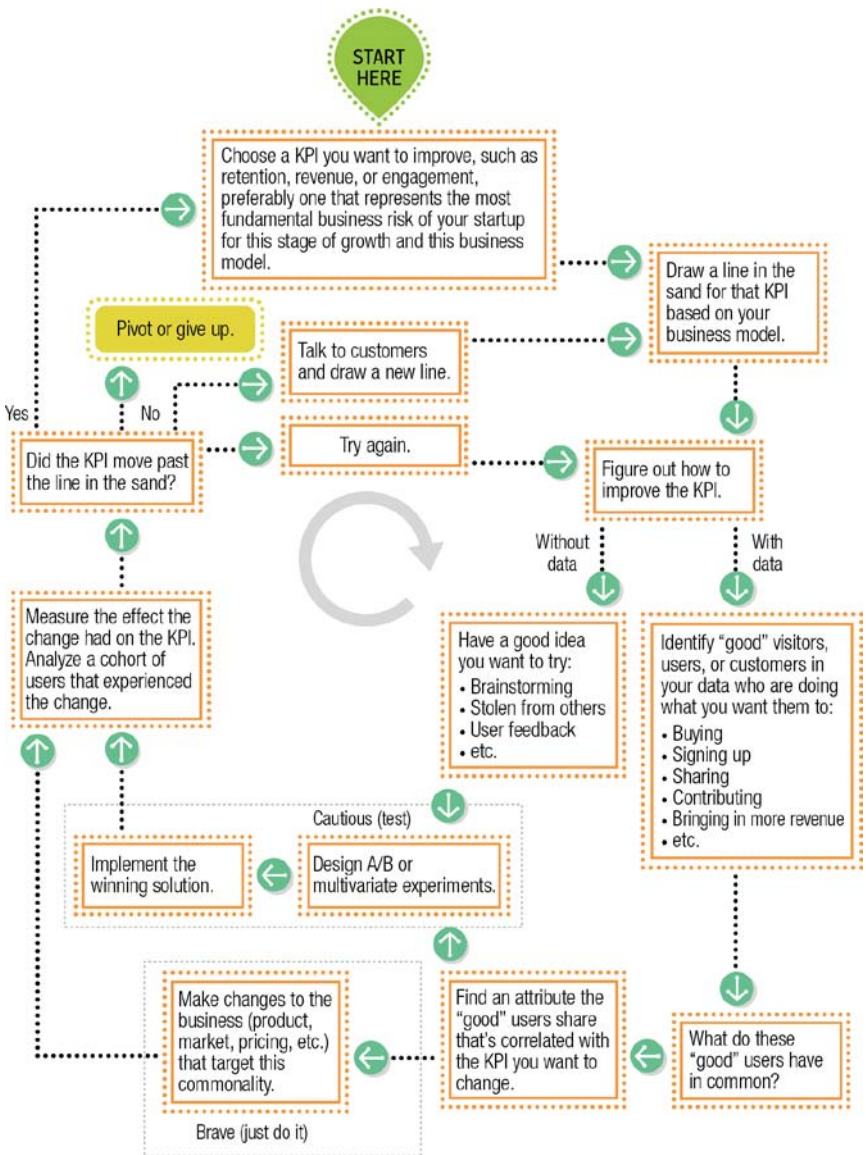 START
HERE
Choose a KPI you want to improve, such as
retention, revenue, or engagement,
preferably one that represents the most
fundamental business risk of your startup
for this stage of growth and this business
model.
Draw a line in the
sand for that KPI
based on your
business model.
Pivot or give up.
Talk to customers
and draw a new line.
Yes
No
Try again.
Did the KPI move past
the line in the sand?
Figure out how to
improve the KPI.
Without
data
With
data
Measure the effect the
change had on the KPI.
Analyze a cohort of
users that experienced
the change.
Have a good idea
you want to try:
• Brainstorming
• Stolen from others
• User feedback
• etc.
Identify “good” visitors,
users, or customers in
your data who are doing
what you want them to:
• Buying
• Signing up
• Sharing
• Contributing
• Bringing in more revenue
• etc.
Cautious (test)
Implement the
winning solution.
Design A/B or
multivariate experiments.
Make changes to the
business (product,
market, pricing, etc.)
that target this
commonality.
Brave (just do it)
Find an attribute the
“good” users share
that's correlated with
the KPI you want to
change.
What do these
“good” users have
in common?